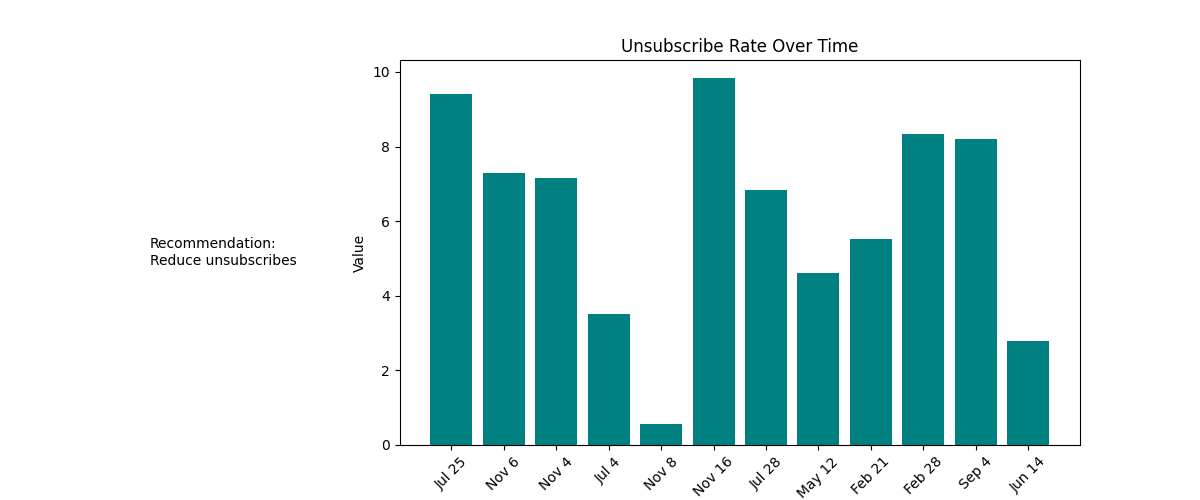 Unsubscribe Rate Over Time
Recommendation:
Reduce unsubscribes
Value
10
8
6
4
2
0
Jul 25
Nov 6
Nov 4
Jul 4
Nov 8
Nov 16
Jul 28
May 12
Feb 21
Feb 28
Sep 4
Jun 14